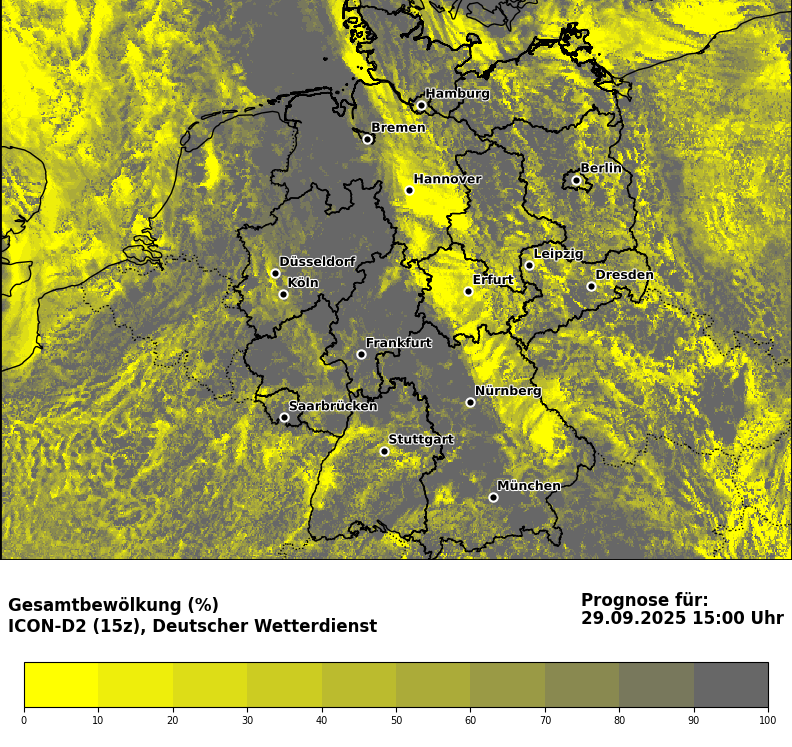 Hamburg
Bremen
Hannover
Berlin
Düsseldorf
Köln
Leipzig
Dresden
Erfurt
Frankfurt
Nürnberg
Saarbrücken
Stuttgart
München
Gesamtbewölkung (%)
ICON-D2 (15z), Deutscher Wetterdienst
Prognose für:
29.09.2025 15:00 Uhr
0 10 20 30 40 50 60 70 80 90 100